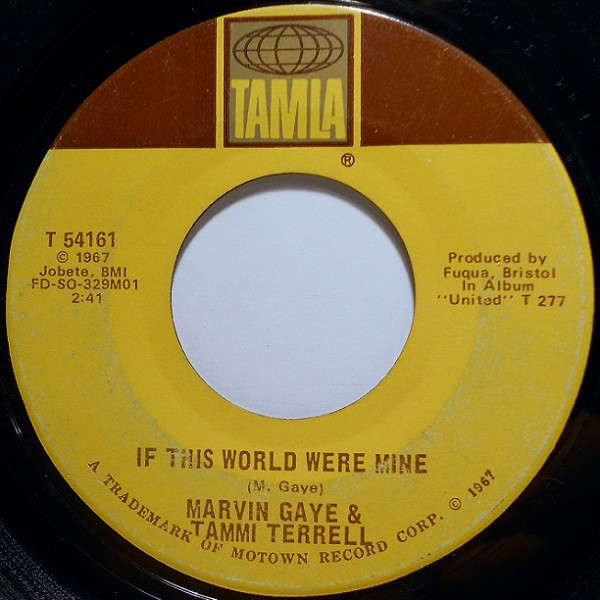 TAMLA
®
T 54161
© 1967
Jobete, BMI
FD-SO-329M01
2:41
Produced by
Fuqua, Bristol
In Album
"United" T 277
IF THIS WORLD WERE MINE
(M. Gaye)
MARVIN GAYE &
TAMMI TERRELL
A TRADEMARK OF MOTOWN RECORD CORP. © 1967